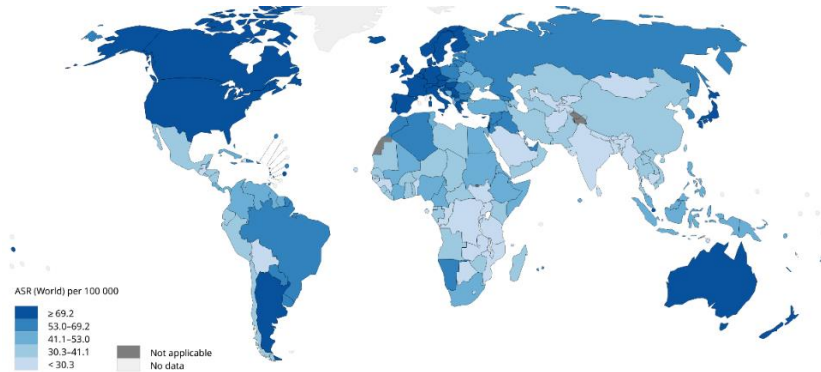 ASR (World) per 100 000
≥ 69.2
53.0–69.2
41.1–53.0
30.3–41.1
< 30.3
Not applicable
No data